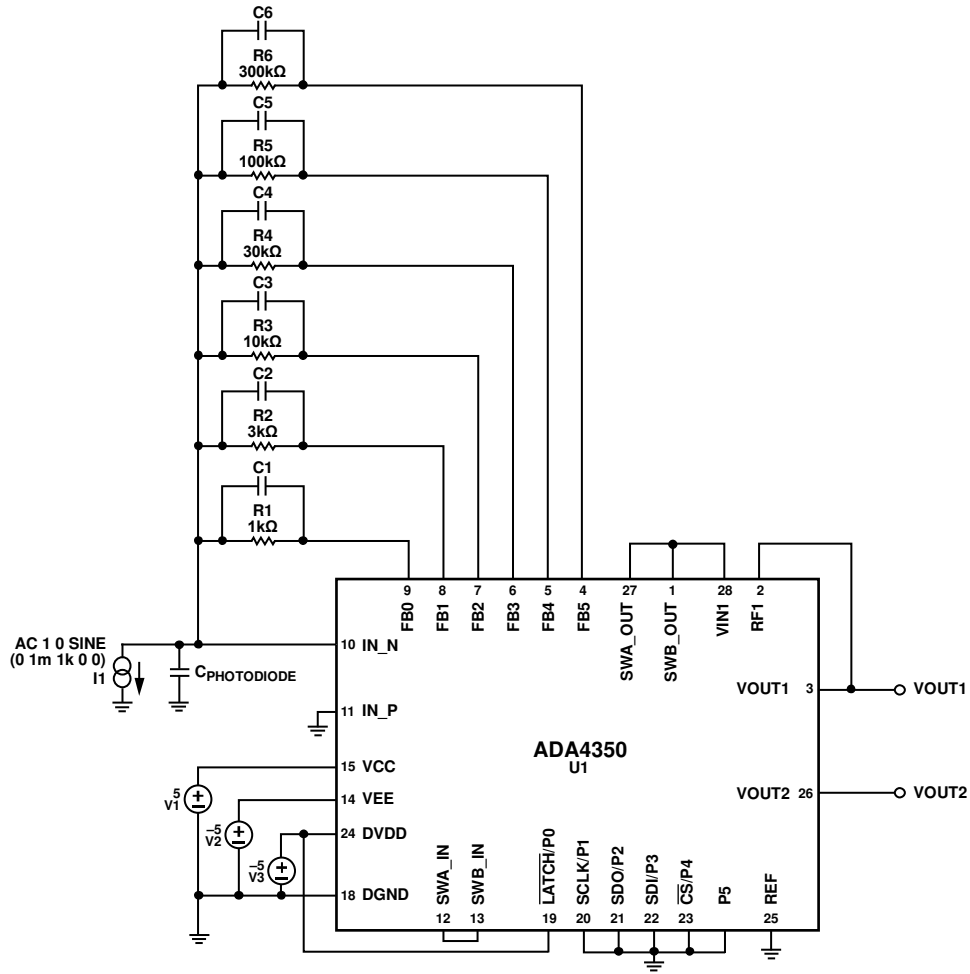 C6
R6
300kΩ
C5
R5
100kΩ
C4
R4
30kΩ
C3
R3
10kΩ
C2
R2
3kΩ
C1
R1
1kΩ
9 8 7 6 5 4 27 1 28 2
FB0 FB1 FB2 FB3 FB4 FB5 SWA_OUT SWB_OUT VIN1 RF1
AC 1 0 SINE
(0 1m 1k 0 0)
I1
CPHOTODIODE
10 IN_N
11 IN_P
VOUT1 3 VOUT1
ADA4350
U1
15 VCC
5
V1
14 VEE
VOUT2 26 VOUT2
–5
V2
24 DVDD
–5
V3
18 DGND
SWA_IN SWB_IN LATCH/P0 SCLK/P1 SDO/P2 SDI/P3 CS/P4 P5 REF
12 13 19 20 21 22 23 25